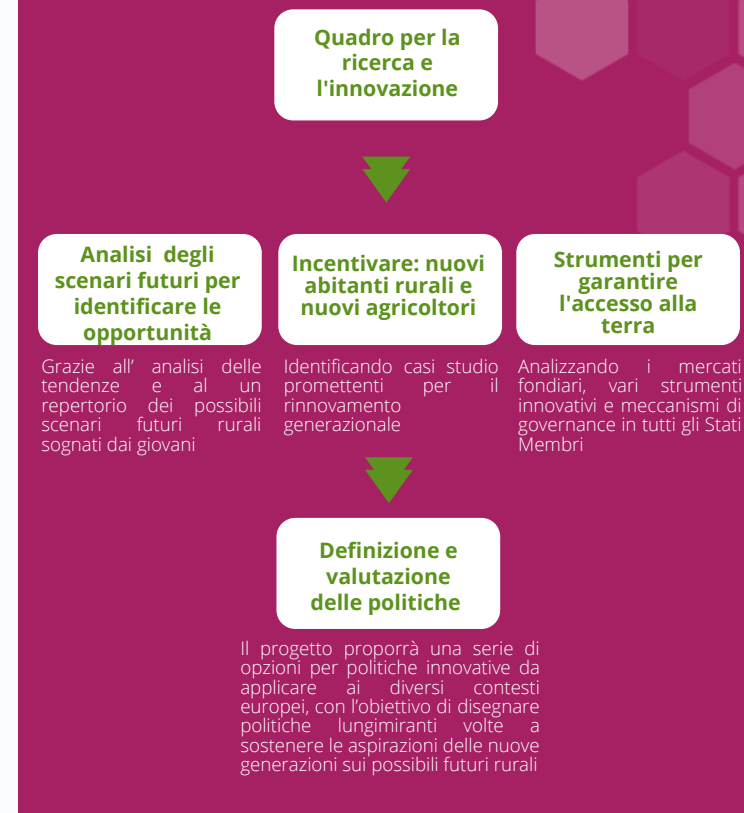 Quadro per la
ricerca e
l'innovazione
Analisi degli
scenari futuri per
identificare le
opportunità
Grazie all' analisi delle
tendenze e al un
repertorio dei possibili
scenari futuri rurali
sognati dai giovani
Incentivare: nuovi
abitanti rurali e
nuovi agricoltori
Identificando casi studio
promettenti per il
rinnovamento
generazionale
Strumenti per
garantire
l'accesso alla
terra
Analizzando i mercati
fondiari, vari strumenti
innovativi e meccanismi di
governance in tutti gli Stati
Membri
Definizione e
valutazione
delle politiche
Il progetto proporrà una serie di
opzioni per politiche innovative da
applicare ai diversi contesti
europei, con l'obiettivo di disegnare
politiche lungimiranti volte a
sostenere le aspirazioni delle nuove
generazioni sui possibili futuri rurali